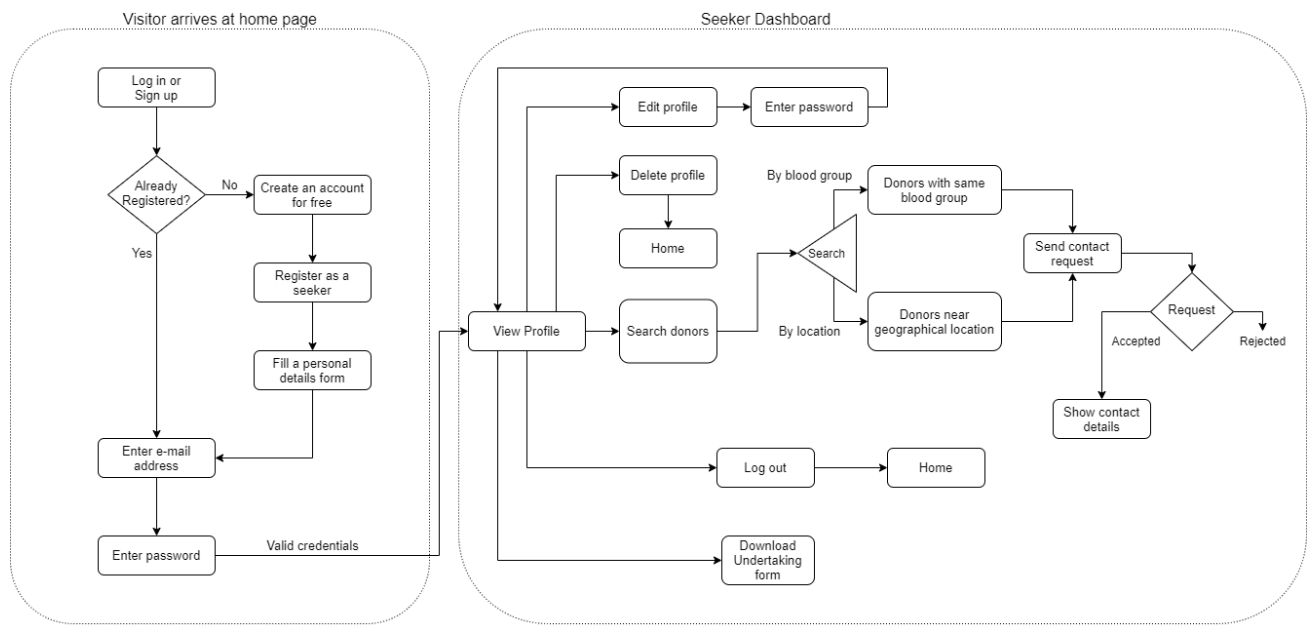 Visitor arrives at home page
Log in or
Sign up
Already
Registered?
No
Create an account
for free
Yes
Register as a
seeker
Fill a personal
details form
Enter e-mail
address
Enter password
Valid credentials
Seeker Dashboard
Edit profile
Enter password
Delete profile
Home
View Profile
Search donors
Search
By blood group
Donors with same
blood group
By location
Donors near
geographical location
Send contact
request
Request
Accepted
Rejected
Show contact
details
Log out
Home
Download
Undertaking
form